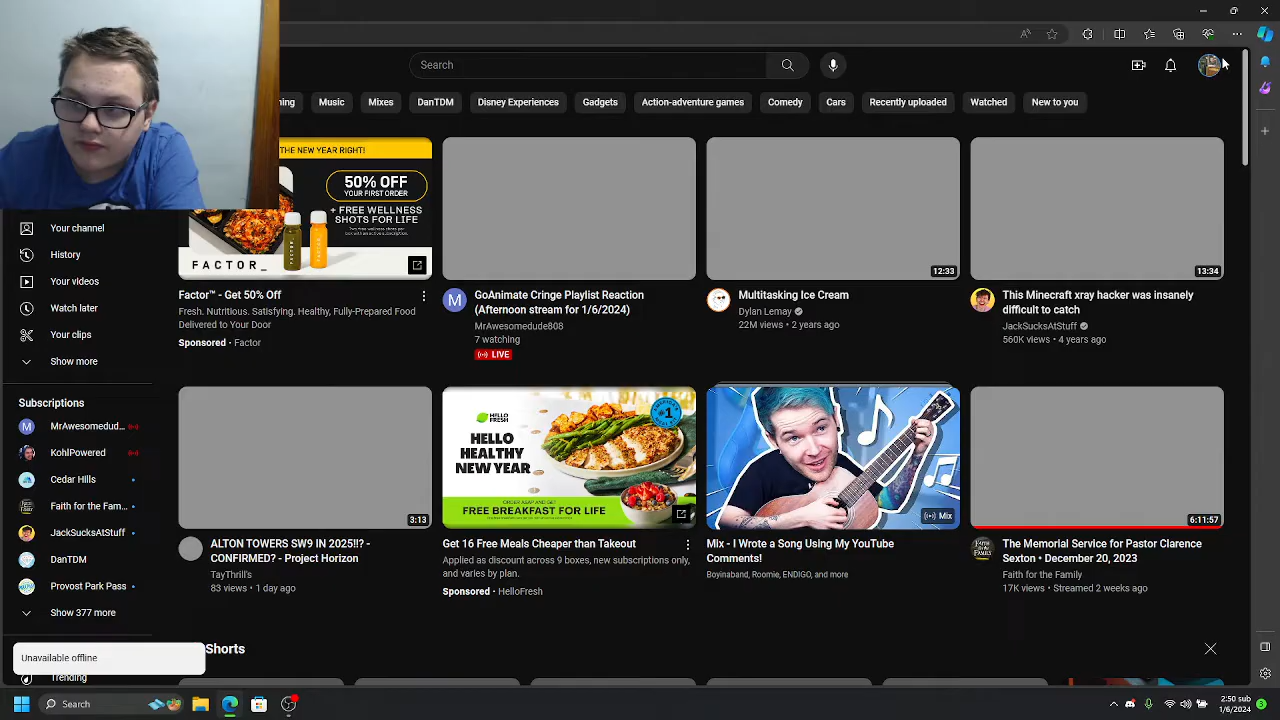 Search
ning
Music
Mixes
DanTDM
Disney Experiences
Gadgets
Action-adventure games
Comedy
Cars
Recently uploaded
Watched
New to you
THE NEW YEAR RIGHT!
50% OFF
YOUR FIRST ORDER
+ FREE WELLNESS
SHOTS FOR LIFE
FACTOR_
12:33
13:34
Factor™ - Get 50% Off
Fresh. Nutritious. Satisfying. Healthy, Fully-Prepared Food
Delivered to Your Door
Sponsored • Factor
M
GoAnimate Cringe Playlist Reaction
(Afternoon stream for 1/6/2024)
MrAwesomedude808
7 watching
LIVE
Multitasking Ice Cream
Dylan Lemay
22M views • 2 years ago
This Minecraft xray hacker was insanely
difficult to catch
JackSucksAtStuff
560K views • 4 years ago
Your channel
History
Your videos
Watch later
Your clips
Show more
Subscriptions
M
MrAwesomedud...
KohlPowered
Cedar Hills
Faith for the Fam...
JackSucksAtStuff
DanTDM
Provost Park Pass
Show 377 more
Trending
Unavailable offline
3:13
HELLO
FRESH
HELLO
HEALTHY
NEW YEAR
#1
FREE BREAKFAST FOR LIFE
Mix
6:11:57
ALTON TOWERS SW9 IN 2025!!? -
CONFIRMED? - Project Horizon
TayThrill's
83 views • 1 day ago
Get 16 Free Meals Cheaper than Takeout
Applied as discount across 9 boxes, new subscriptions only,
and varies by plan.
Sponsored • HelloFresh
Mix - I Wrote a Song Using My YouTube
Comments!
Boyinaband, Roomie, ENDIGO, and more
The Memorial Service for Pastor Clarence
Sexton • December 20, 2023
Faith for the Family
17K views • Streamed 2 weeks ago
Shorts
Search
2:50 sub
1/6/2024
3